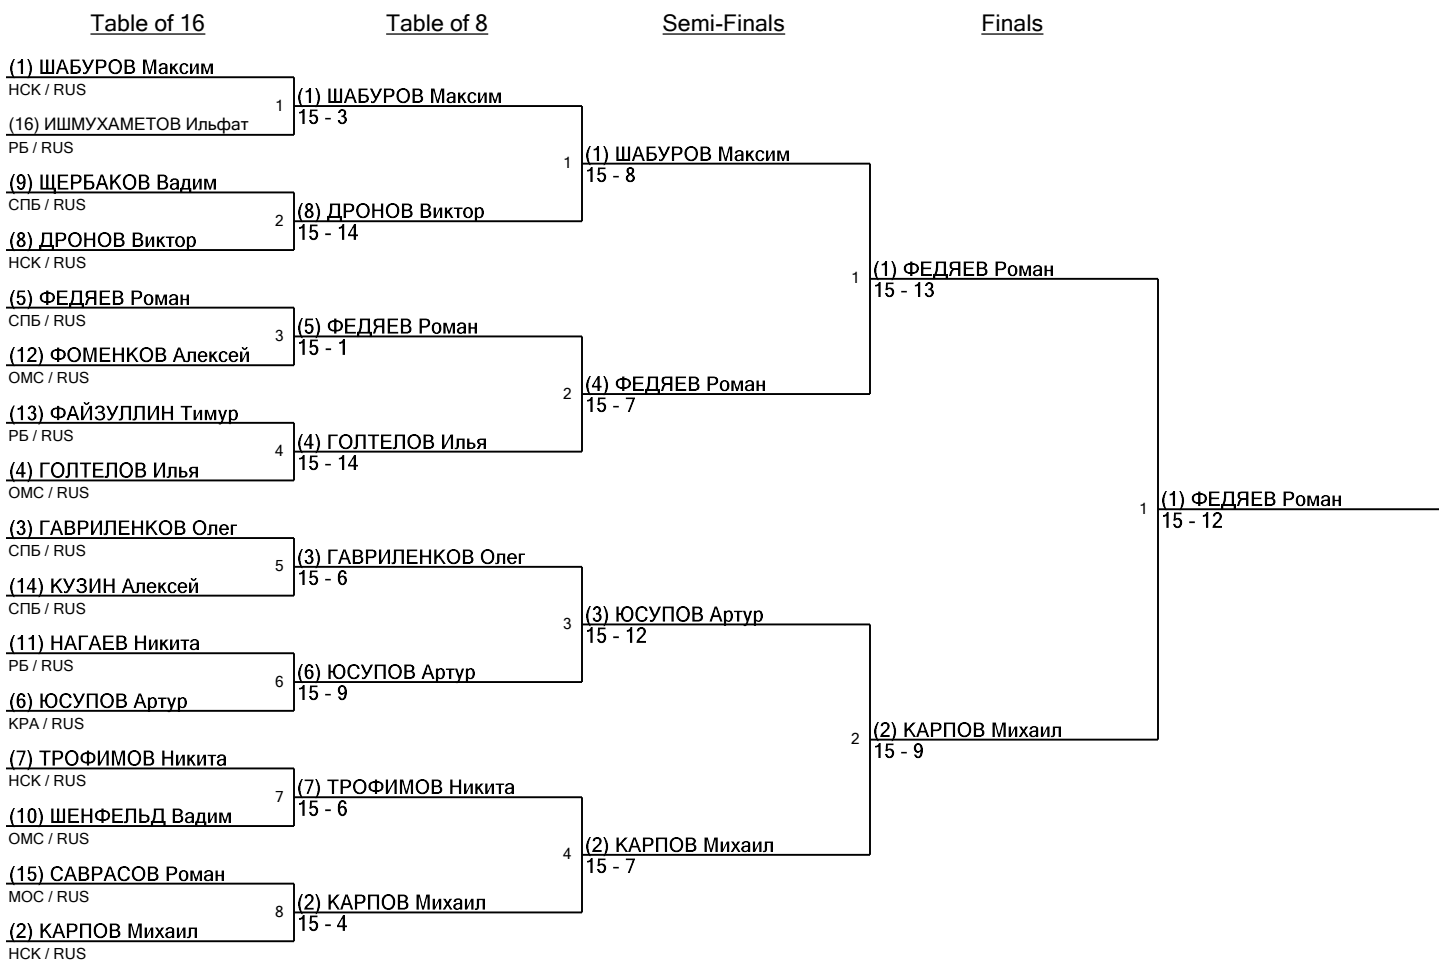 Table of 16
Table of 8
Semi-Finals
Finals
(1) ШАБУРОВ Максим
НСК / RUS
(16) ИШМУХАМЕТОВ Ильфат
РБ / RUS
(9) ЩЕРБАКОВ Вадим
СПБ / RUS
(8) ДРОНОВ Виктор
НСК / RUS
(5) ФЕДЯЕВ Роман
СПБ / RUS
(12) ФОМЕНКОВ Алексей
ОМС / RUS
(13) ФАЙЗУЛЛИН Тимур
РБ / RUS
(4) ГОЛТЕЛОВ Илья
ОМС / RUS
(3) ГАВРИЛЕНКОВ Олег
СПБ / RUS
(14) КУЗИН Алексей
СПБ / RUS
(11) НАГАЕВ Никита
РБ / RUS
(6) ЮСУПОВ Артур
КРА / RUS
(7) ТРОФИМОВ Никита
НСК / RUS
(10) ШЕНФЕЛЬД Вадим
ОМС / RUS
(15) САВРАСОВ Роман
МОС / RUS
(2) КАРПОВ Михаил
НСК / RUS
1
(1) ШАБУРОВ Максим
15 - 3
2
(8) ДРОНОВ Виктор
15 - 14
3
(5) ФЕДЯЕВ Роман
15 - 1
4
(4) ГОЛТЕЛОВ Илья
15 - 14
5
(3) ГАВРИЛЕНКОВ Олег
15 - 6
6
(6) ЮСУПОВ Артур
15 - 9
7
(7) ТРОФИМОВ Никита
15 - 6
8
(2) КАРПОВ Михаил
15 - 4
1
(1) ШАБУРОВ Максим
15 - 8
2
(4) ФЕДЯЕВ Роман
15 - 7
3
(3) ЮСУПОВ Артур
15 - 12
4
(2) КАРПОВ Михаил
15 - 7
1
(1) ФЕДЯЕВ Роман
15 - 13
2
(2) КАРПОВ Михаил
15 - 9
1
(1) ФЕДЯЕВ Роман
15 - 12